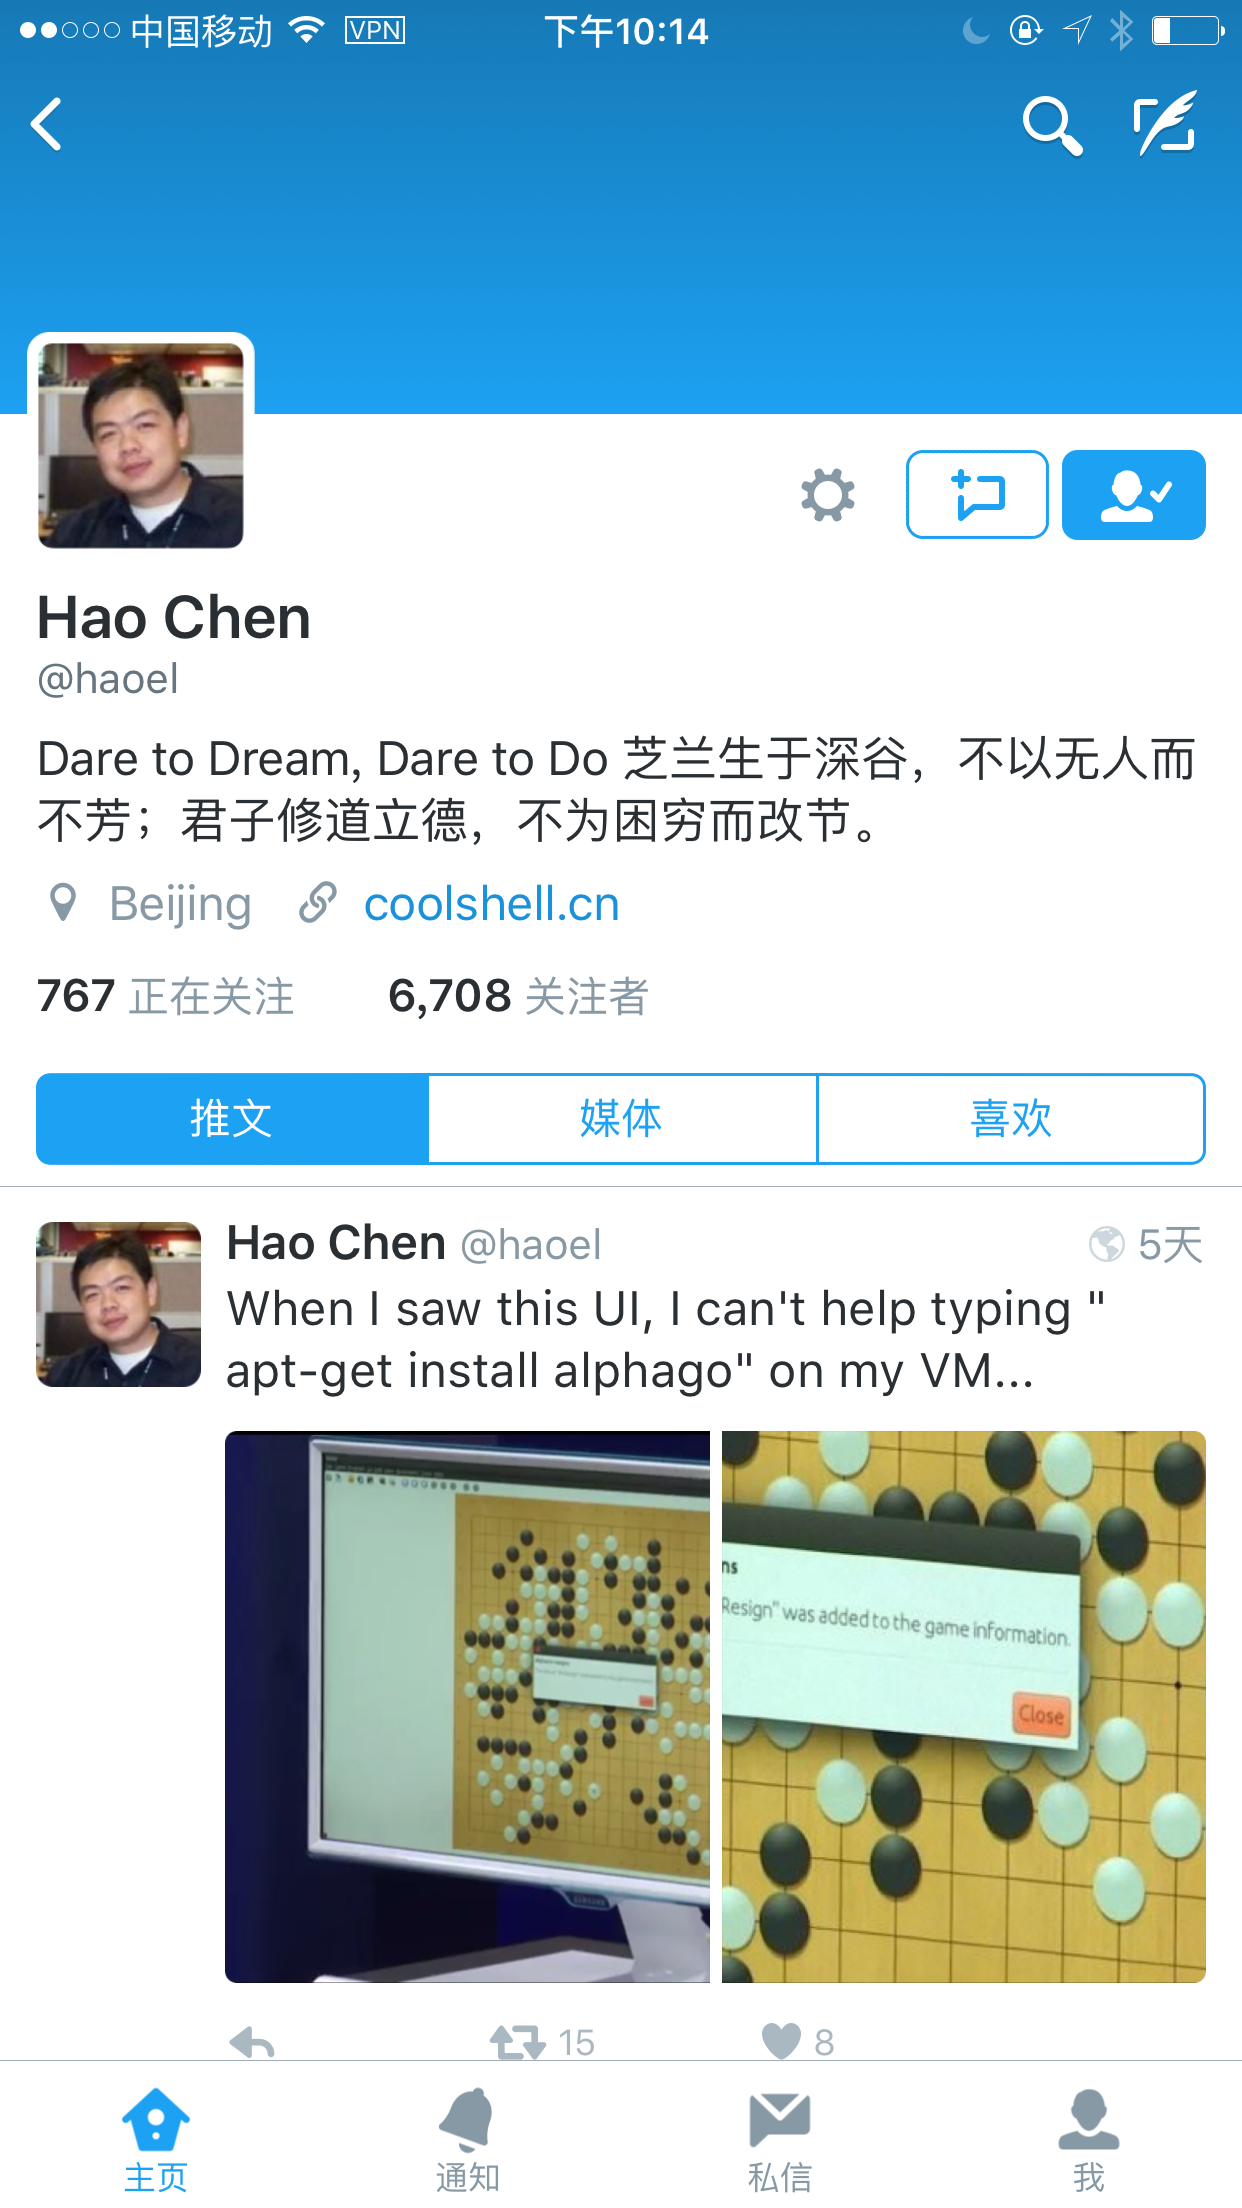 中国移动 VPN 下午10:14
Hao Chen
@haoel
Dare to Dream, Dare to Do 芝兰生于深谷，不以无人而
不芳；君子修道立德，不为困穷而改节。
Beijing coolshell.cn
767 正在关注 6,708 关注者
推文 媒体 喜欢
Hao Chen @haoel 5天
When I saw this UI, I can't help typing "
apt-get install alphago" on my VM...
ns
Resign" was added to the game information.
Close
SAMSUNG
15 8
主页 通知 私信 我